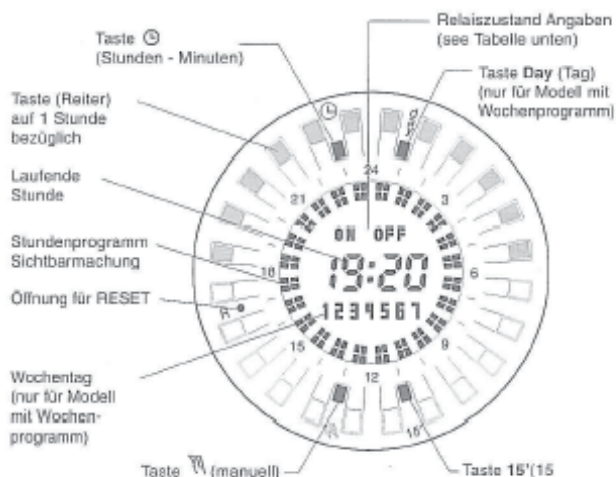 Taste
(Stunden - Minuten)
Relaiszustand Angaben
(see Tabelle unten)
Taste Day (Tag)
(nur für Modell mit
Wochenprogramm)
Taste (Reiter)
auf 1 Stunde
bezüglich
Laufende
Stunde
Stundenprogramm
Sichtbarmachung
Öffnung für RESET
Wochentag
(nur für Modell
mit Wochen-
programm)
24
3
6
9
12
15
18
21
ON OFF
19:20
1234567
R
15'
Taste (manuell)
Taste 15'(15